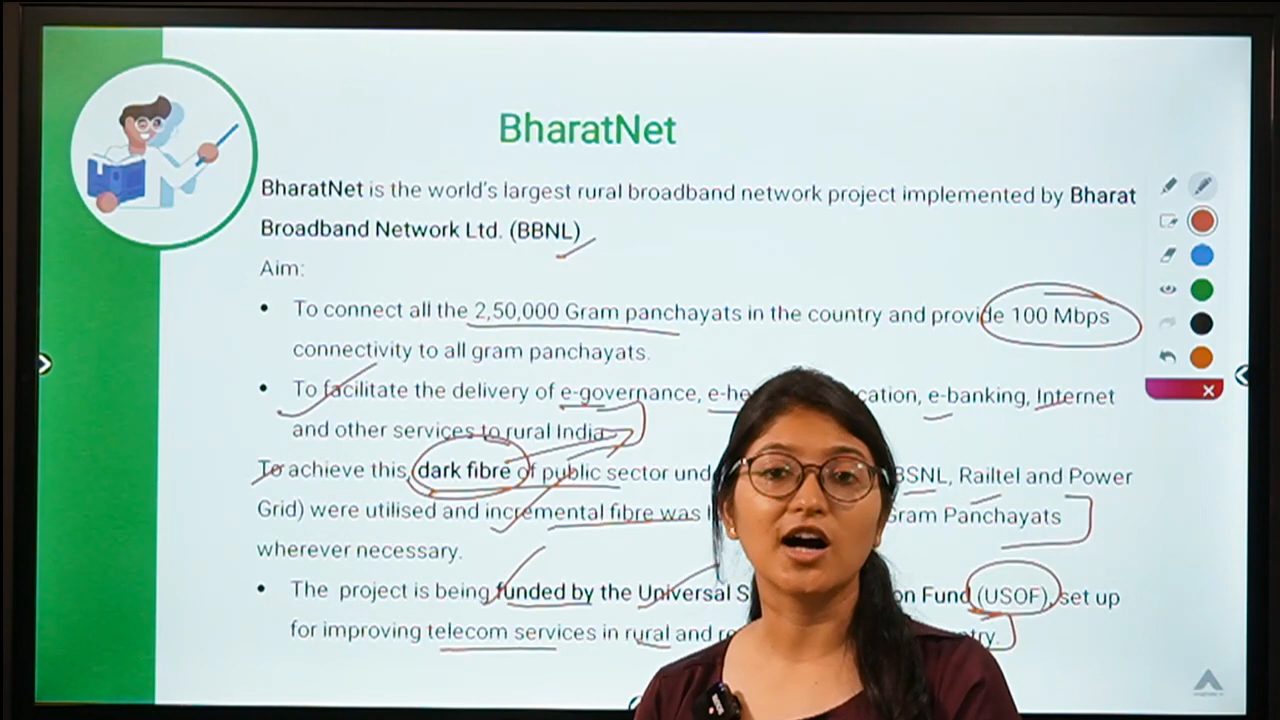 BharatNet
BharatNet is the world's largest rural broadband network project implemented by Bharat
Broadband Network Ltd. (BBNL)
Aim:
• To connect all the 2,50,000 Gram panchayats in the country and provide 100 Mbps
connectivity to all gram panchayats.
• To facilitate the delivery of e-governance, e-he cation, e-banking, Internet
and other services to rural India
To achieve this, dark fibre of public sector und BSNL, Railtel and Power
Grid) were utilised and incremental fibre was Gram Panchayats
wherever necessary.
• The project is being funded by the Universal S on Fund (USOF), set up
for improving telecom services in rural and try.